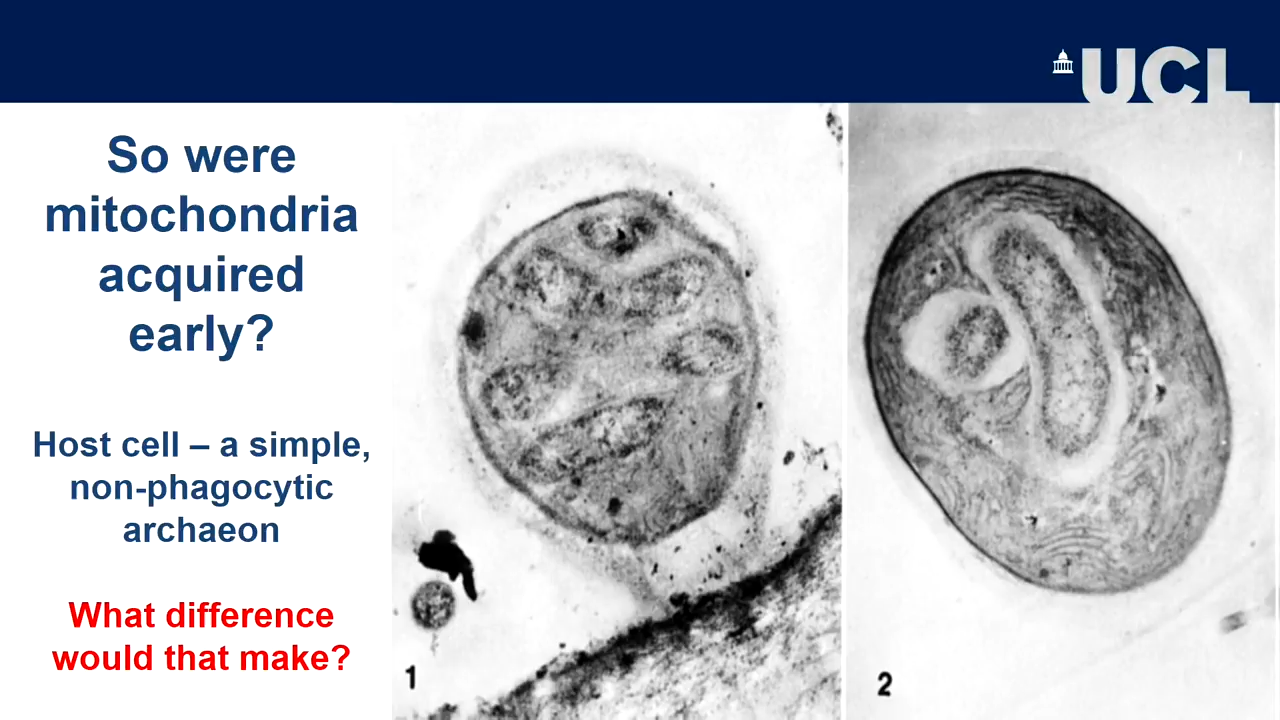 UCL
So were
mitochondria
acquired
early?
Host cell – a simple,
non-phagocytic
archaeon
What difference
would that make?
1
2